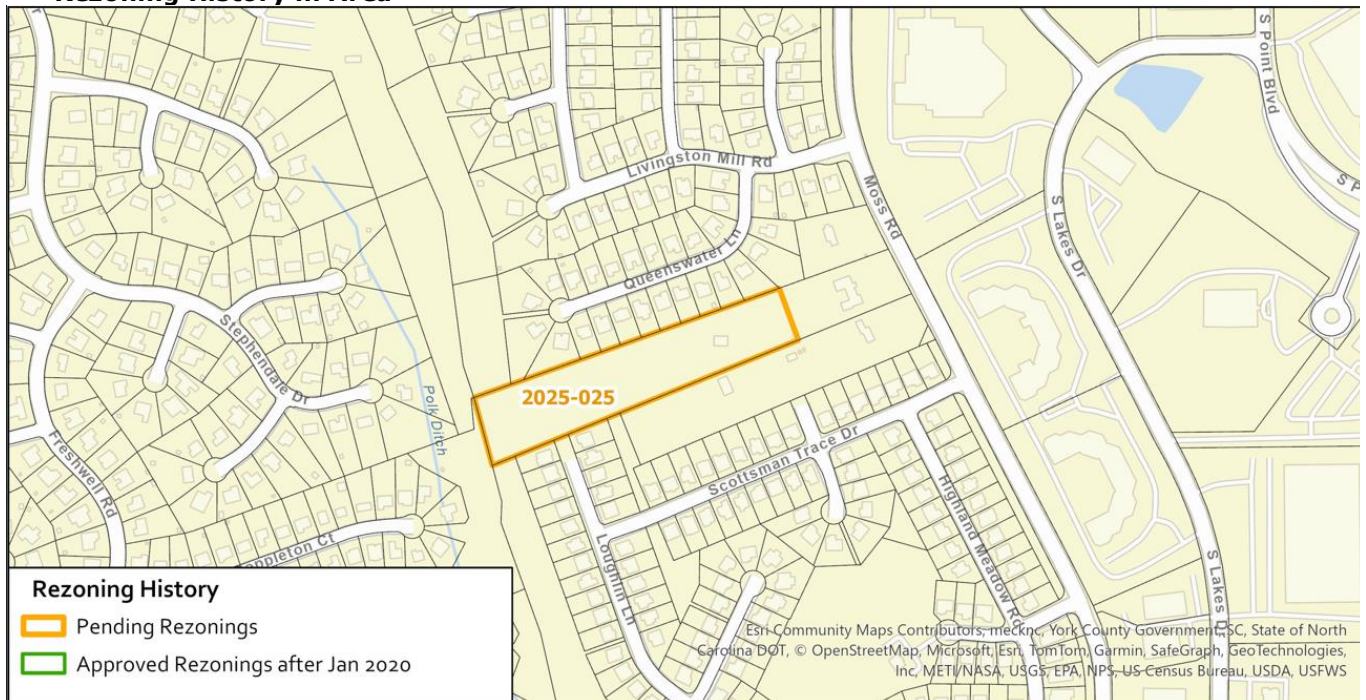 Rezoning History in Area
Livingston Mill Rd
Moss Rd
S Point Blvd
S P
S Lakes Dr
Queenswater Ln
2025-025
Stephendale Dr
Polk Ditch
Freshwell Rd
Scottsman Trace Dr
Highland Meadow Rd
Loughlin Ln
oppleton Ct
S Lakes Dr
Rezoning History
Pending Rezonings
Approved Rezonings after Jan 2020
Esri Community Maps Contributors, mecknc, York County Government, SC, State of North
Carolina DOT, © OpenStreetMap, Microsoft, Esri, TomTom, Garmin, SafeGraph, GeoTechnologies,
Inc, METI/NASA, USGS, EPA, NPS, US Census Bureau, USDA, USFWS